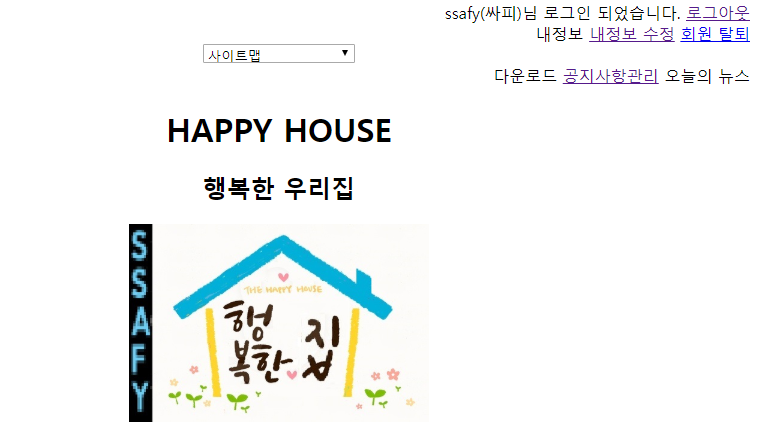 ssafy(싸피)님 로그인 되었습니다. 로그아웃
내정보 내정보 수정 회원 탈퇴
사이트맵
다운로드 공지사항관리 오늘의 뉴스
HAPPY HOUSE
행복한 우리집
SSAFY
THE HAPPY HOUSE
행
복한
집